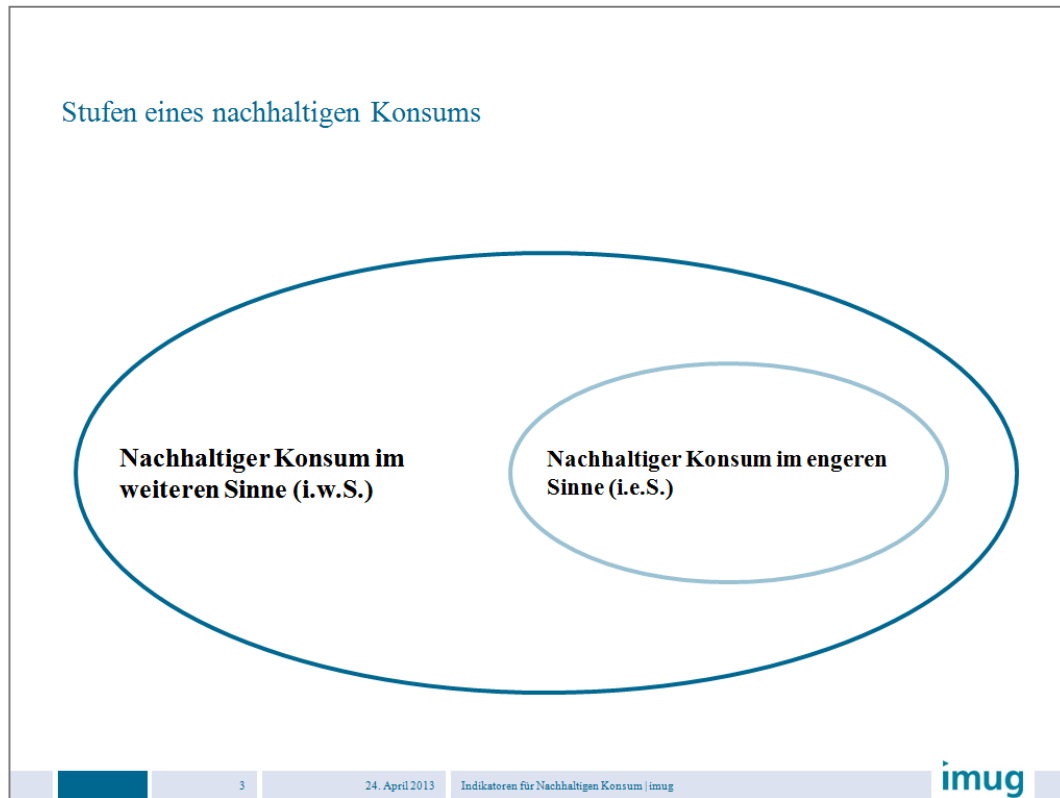 Stufen eines nachhaltigen Konsums
Nachhaltiger Konsum im
weiteren Sinne (i.w.S.)
Nachhaltiger Konsum im engeren
Sinne (i.e.S.)
3
24. April 2013
Indikatoren für Nachhaltigen Konsum | imug
imug